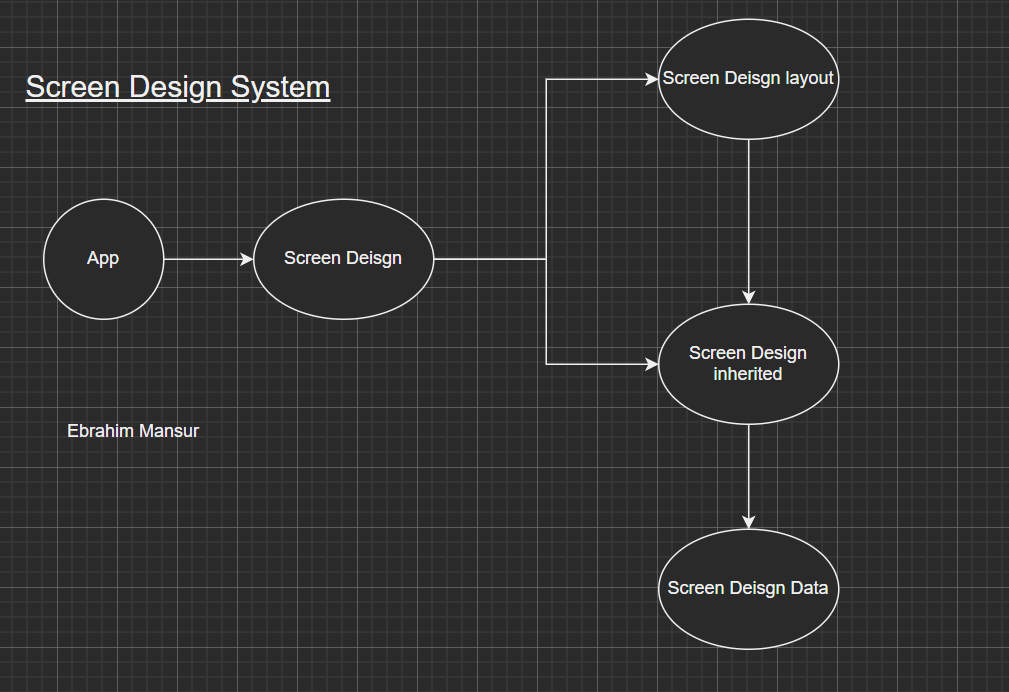 Screen Design System
Screen Deisgn layout
App
Screen Deisgn
Screen Design
inherited
Ebrahim Mansur
Screen Deisgn Data